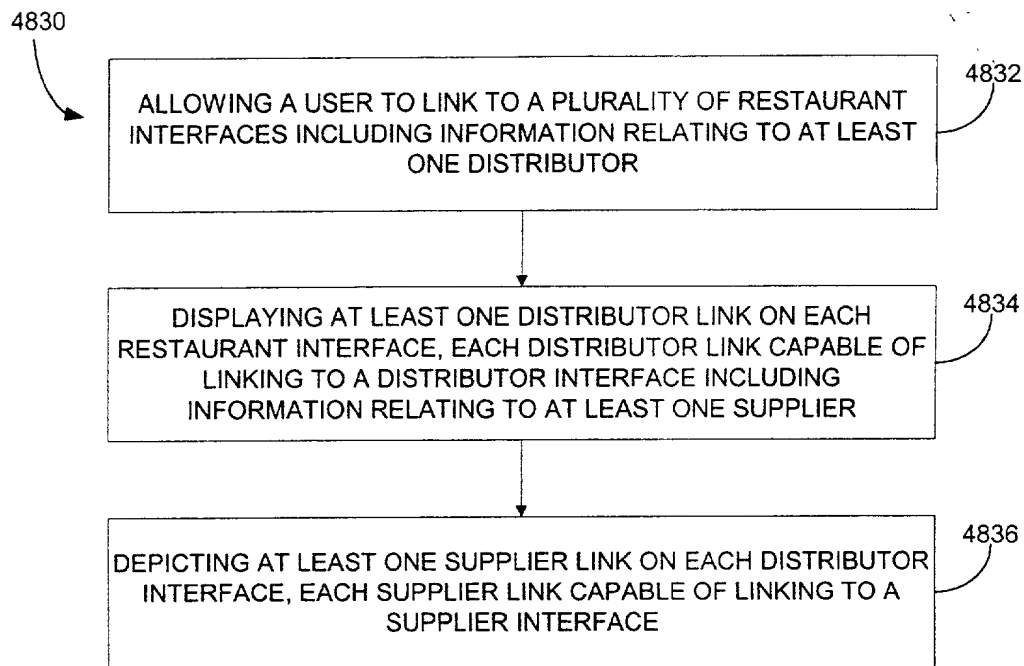 4830
4832
ALLOWING A USER TO LINK TO A PLURALITY OF RESTAURANT
INTERFACES INCLUDING INFORMATION RELATING TO AT LEAST
ONE DISTRIBUTOR
4834
DISPLAYING AT LEAST ONE DISTRIBUTOR LINK ON EACH
RESTAURANT INTERFACE, EACH DISTRIBUTOR LINK CAPABLE OF
LINKING TO A DISTRIBUTOR INTERFACE INCLUDING
INFORMATION RELATING TO AT LEAST ONE SUPPLIER
4836
DEPICTING AT LEAST ONE SUPPLIER LINK ON EACH DISTRIBUTOR
INTERFACE, EACH SUPPLIER LINK CAPABLE OF LINKING TO A
SUPPLIER INTERFACE